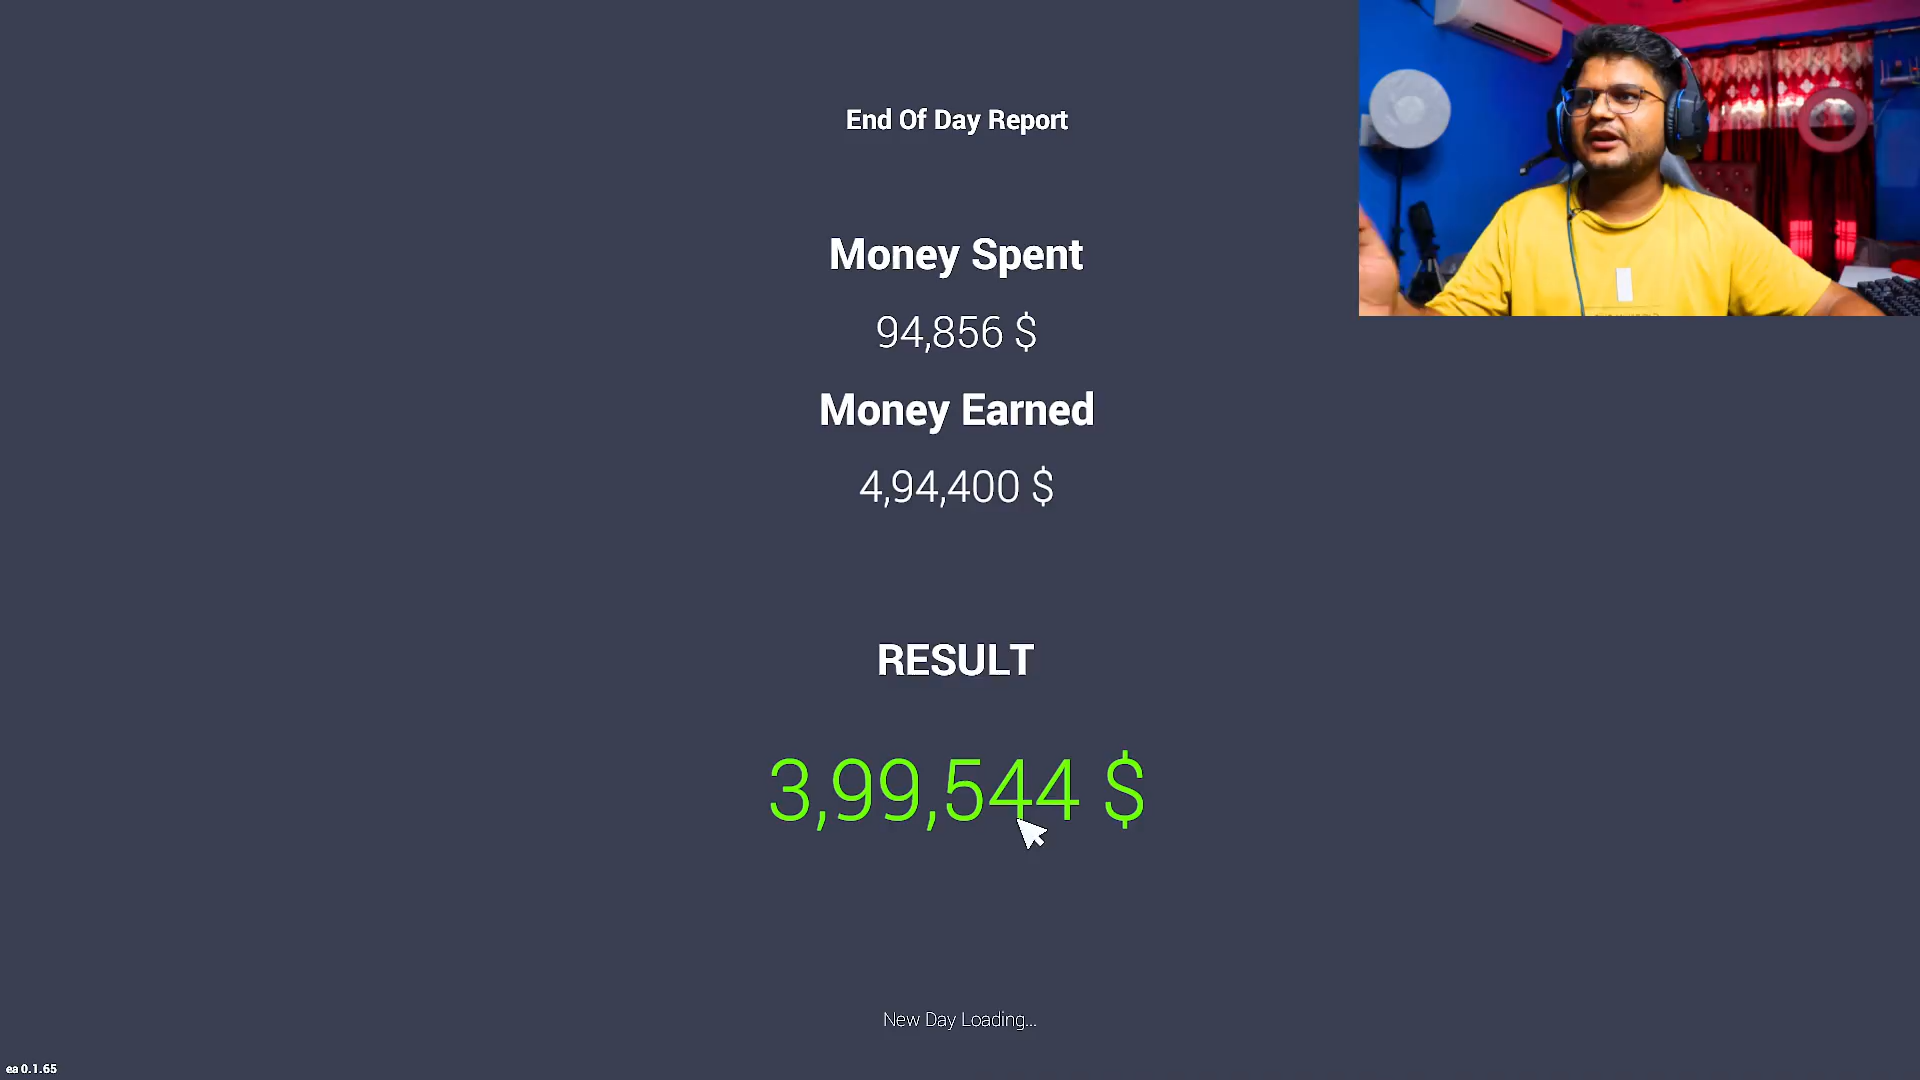 End Of Day Report
Money Spent
94,856 $
Money Earned
4,94,400 $
RESULT
3,99,544 $
New Day Loading...
ea 0.1.65